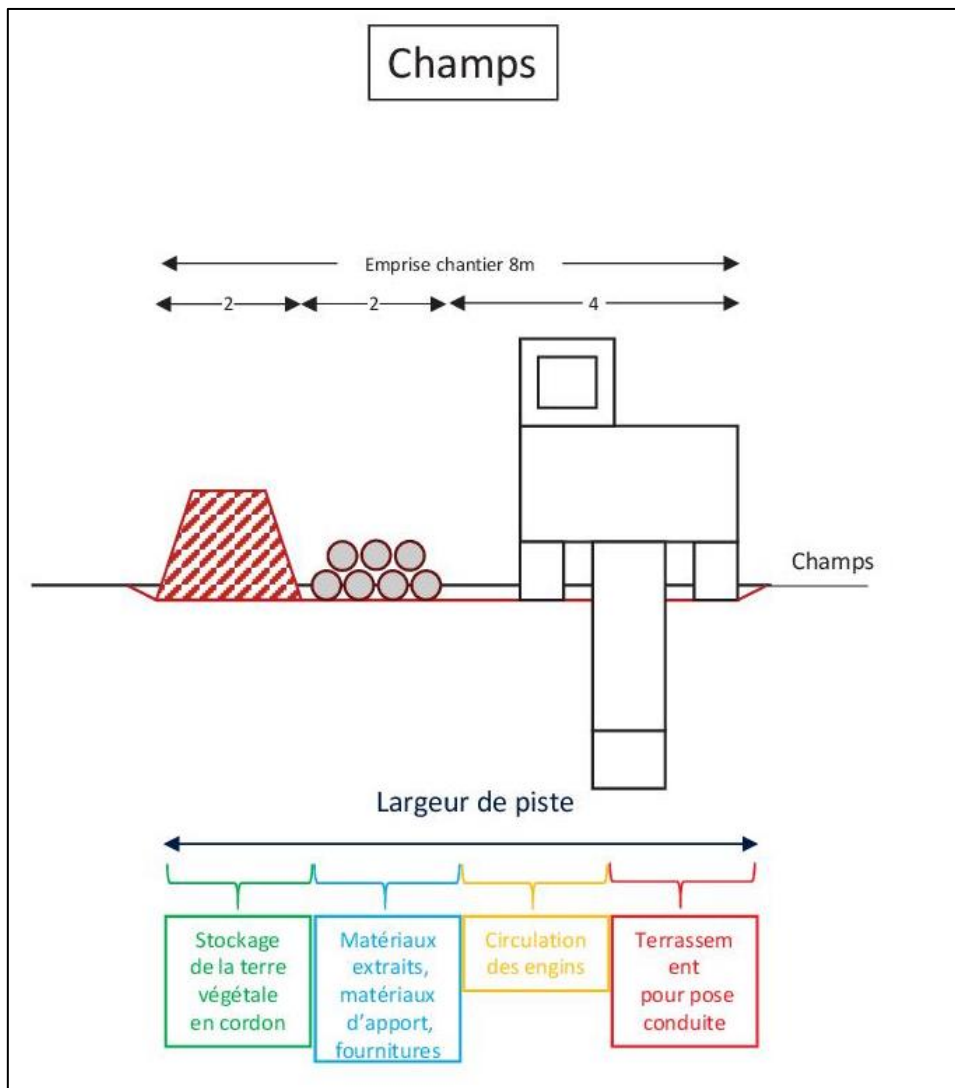 Champs
Emprise chantier 8m
2
2
4
Champs
Largeur de piste
Stockage
de la terre
végétale
en cordon
Matériaux
extraits,
matériaux
d'apport,
fournitures
Circulation
des engins
Terrassem
ent
pour pose
conduite